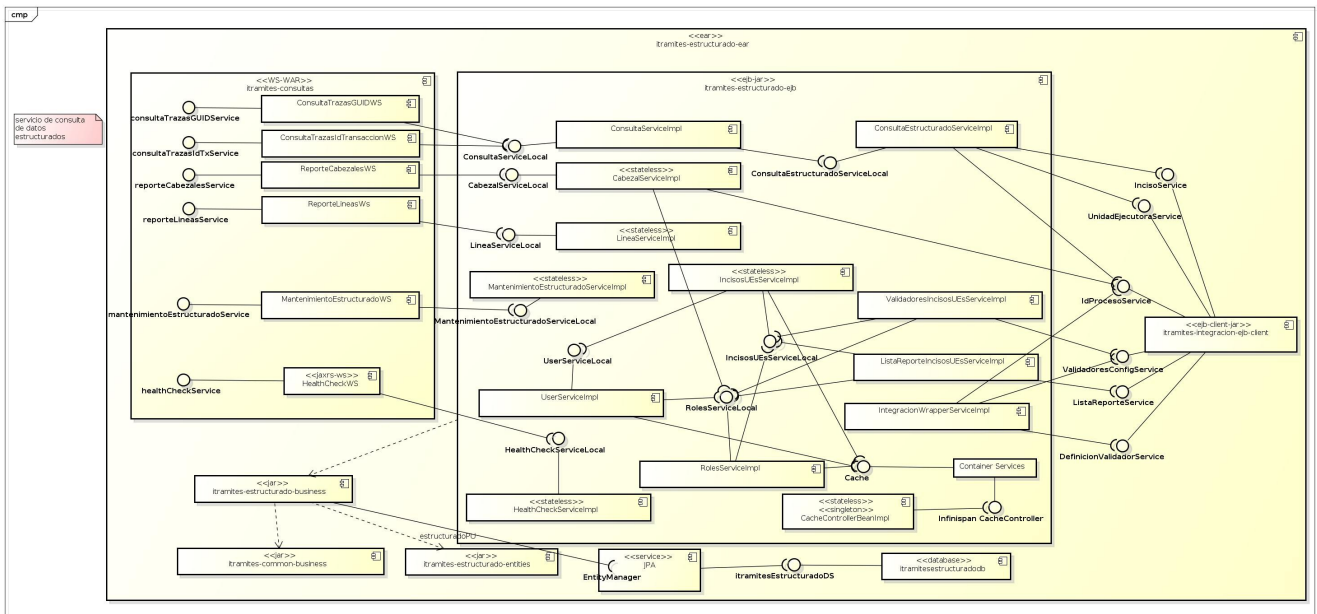 cmp
<<ear>>
itramites-estructurado-ear
servicio de consulta
de datos
estructurados
<<WS-WAR>>
itramites-consultas
consultaTrazasGUIDService
ConsultaTrazasGUIDWS
consultaTrazasIdTxService
ConsultaTrazasIdTransaccionWS
reporteCabezalesService
ReporteCabezalesWS
reporteLineasService
ReporteLineasWs
mantenimientoEstructuradoService
MantenimientoEstructuradoWS
healthCheckService
<<jaxrs-ws>>
HealthCheckWS
<<ejb-jar>>
itramites-estructurado-ejb
ConsultaServiceLocal
ConsultaServiceImpl
ConsultaEstructuradoServiceLocal
ConsultaEstructuradoServiceImpl
CabezalServiceLocal
<<stateless>>
CabezalServiceImpl
LineaServiceLocal
<<stateless>>
LineaServiceImpl
<<stateless>>
MantenimientoEstructuradoServiceImpl
MantenimientoEstructuradoServiceLocal
<<stateless>>
IncisosUEsServiceImpl
ValidadoresIncisosUEsServiceImpl
UserServiceLocal
IncisosUEsServiceLocal
ListaReporteIncisosUEsServiceImpl
UserServiceImpl
RolesServiceLocal
IntegracionWrapperServiceImpl
HealthCheckServiceLocal
RolesServiceImpl
Cache
Container Services
<<stateless>>
HealthCheckServiceImpl
<<stateless>>
<<singleton>>
CacheControllerBeanImpl
Infinispan CacheController
IncisoService
UnidadEjecutoraService
IdProcesoService
<<ejb-client-jar>>
itramites-integracion-ejb-client
ValidadoresConfigService
ListaReporteService
DefinicionValidadorService
<<jar>>
itramites-estructurado-business
estructuradoPU
<<jar>>
itramites-common-business
<<jar>>
itramites-estructurado-entities
EntityManager
<<service>>
JPA
itramitesEstructuradoDS
<<database>>
itramitesestructuradodb